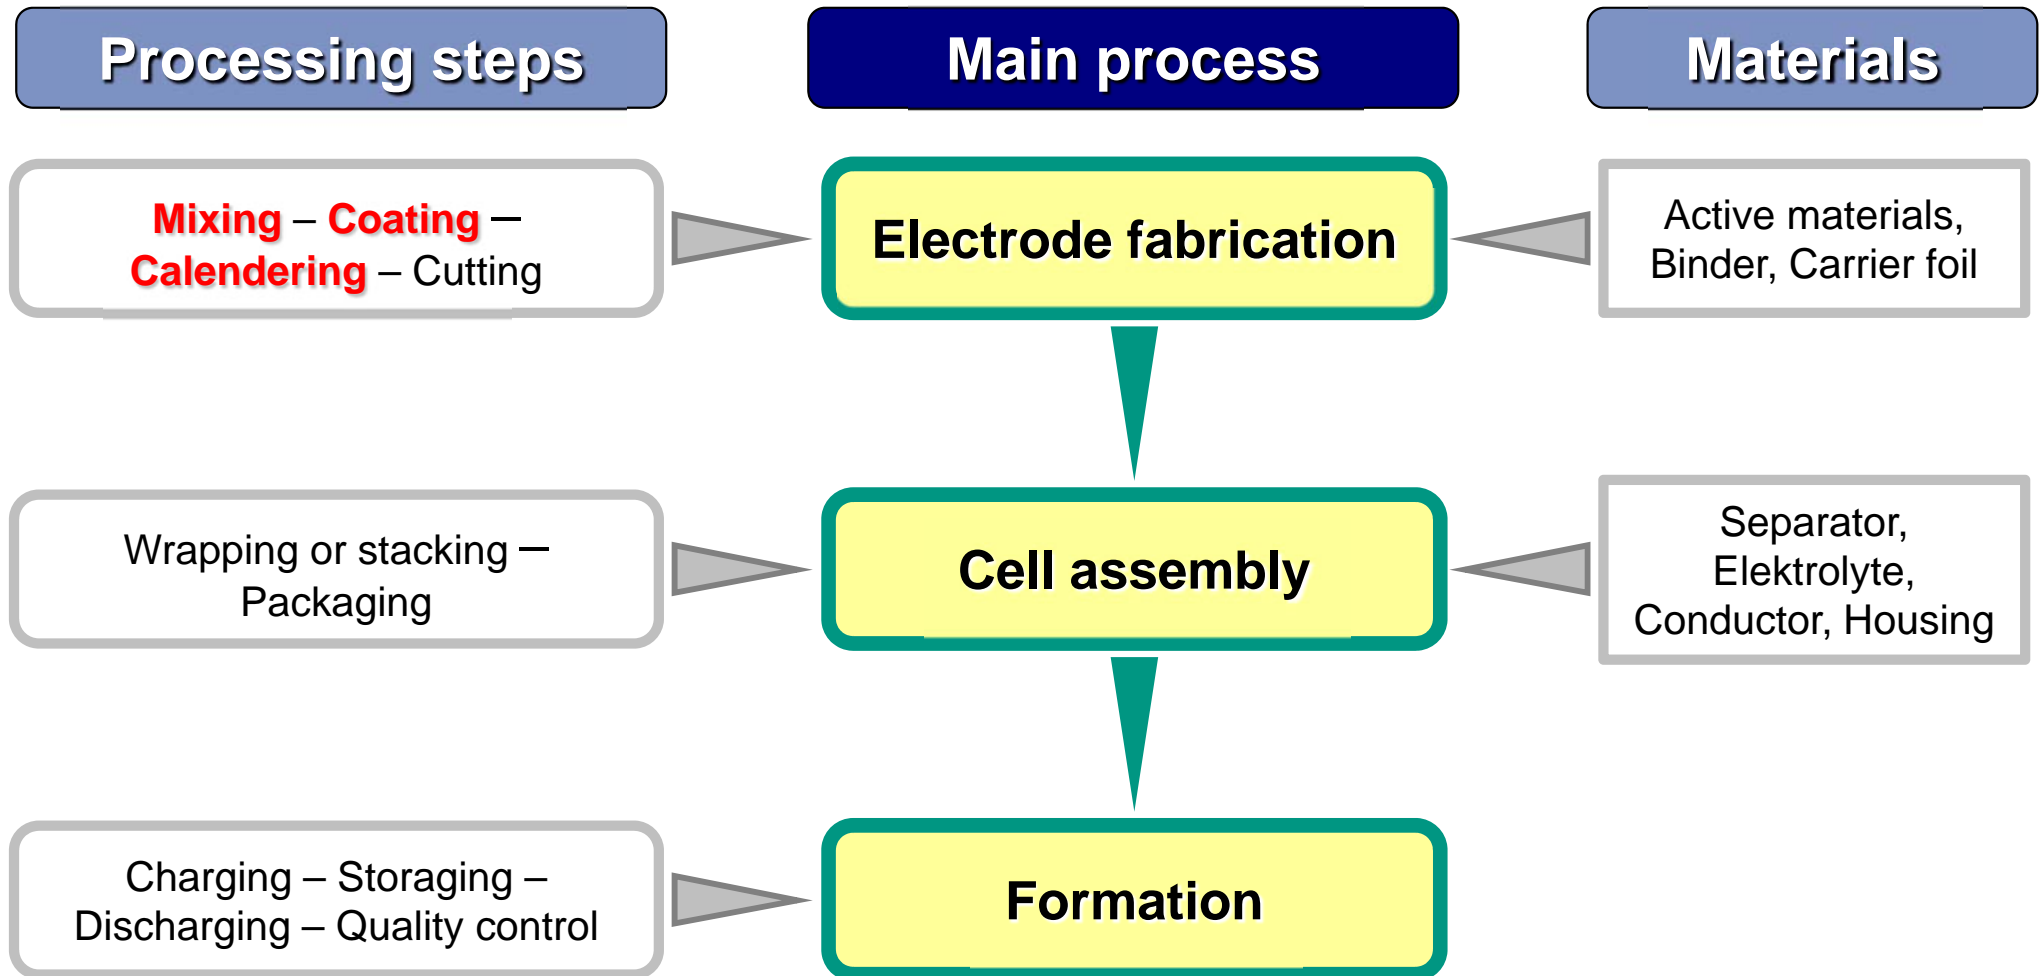 Processing steps
Main process
Materials
Mixing – Coating –
Calendering – Cutting
Electrode fabrication
Active materials,
Binder, Carrier foil
Wrapping or stacking –
Packaging
Cell assembly
Separator,
Elektrolyte,
Conductor, Housing
Charging – Storaging –
Discharging – Quality control
Formation